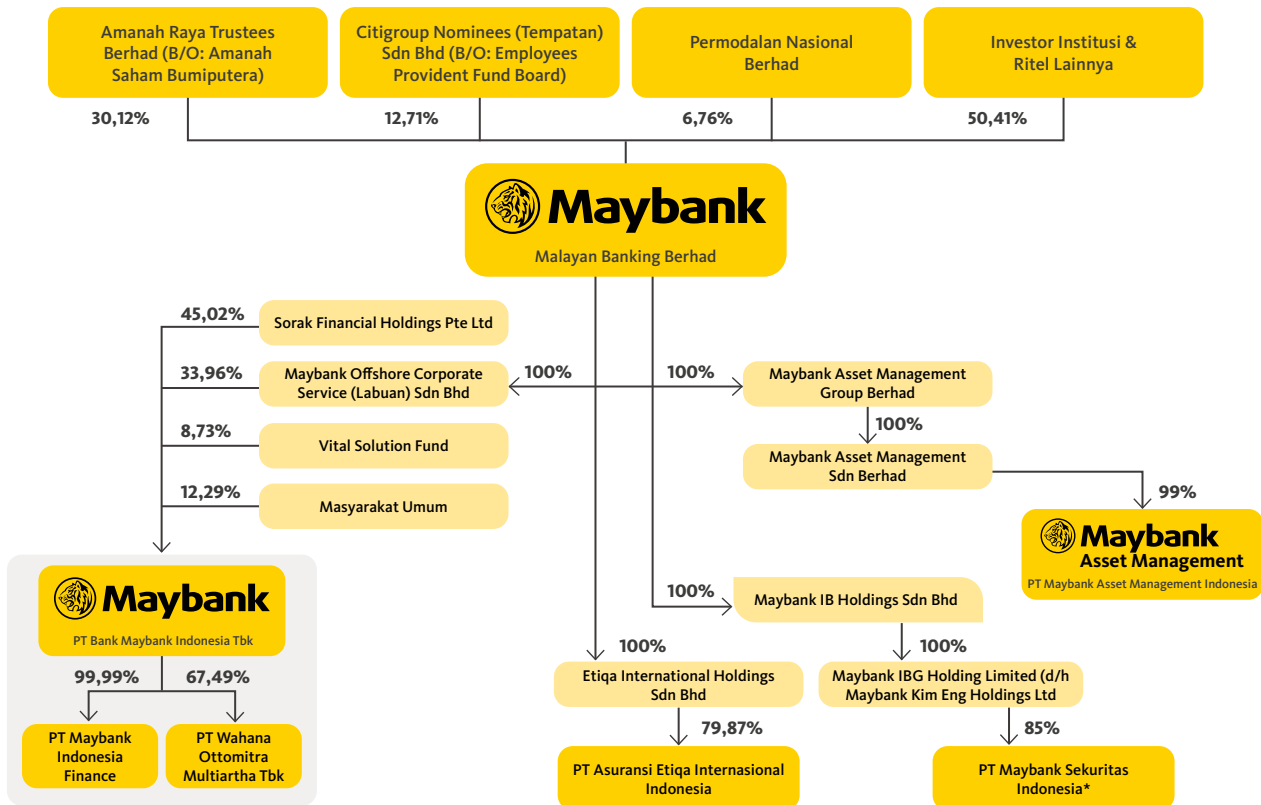 Amanah Raya Trustees
Berhad (B/O: Amanah
Saham Bumiputera)
Citigroup Nominees (Tempatan)
Sdn Bhd (B/O: Employees
Provident Fund Board)
Permodalan Nasional
Berhad
Investor Institusi &
Ritel Lainnya
30,12%
12,71%
6,76%
50,41%
Maybank
Malayan Banking Berhad
45,02%
Sorak Financial Holdings Pte Ltd
33,96%
Maybank Offshore Corporate
Service (Labuan) Sdn Bhd
100%
100%
Maybank Asset Management
Group Berhad
8,73%
Vital Solution Fund
100%
Maybank Asset Management
Sdn Berhad
12,29%
Masyarakat Umum
99%
Maybank
Asset Management
PT Maybank Asset Management Indonesia
Maybank
PT Bank Maybank Indonesia Tbk
99,99%
67,49%
PT Maybank
Indonesia
Finance
PT Wahana
Ottomitra
Multiartha Tbk
100%
Maybank IB Holdings Sdn Bhd
100%
Etiqa International Holdings
Sdn Bhd
100%
Maybank IBG Holding Limited (d/h
Maybank Kim Eng Holdings Ltd
79,87%
PT Asuransi Etiqa Internasional
Indonesia
85%
PT Maybank Sekuritas
Indonesia*